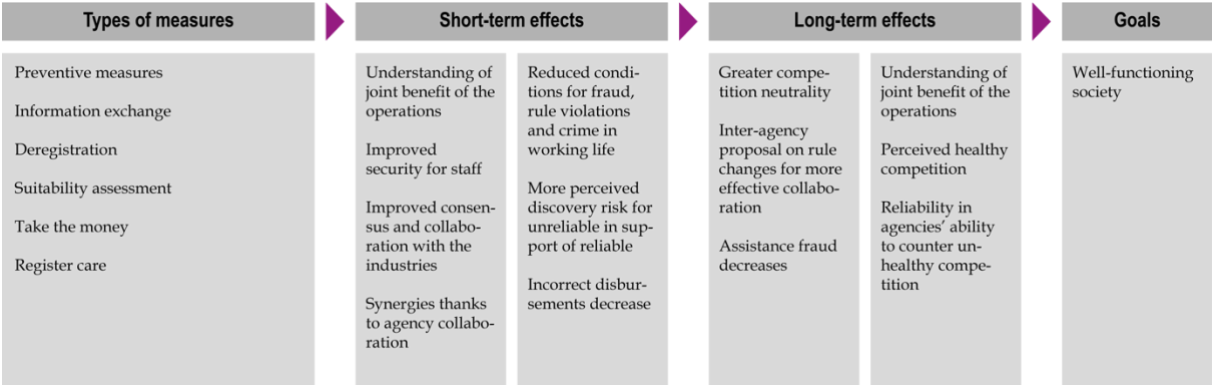 Types of measures
Short-term effects
Long-term effects
Goals
Preventive measures
Information exchange
Deregistration
Suitability assessment
Take the money
Register care
Understanding of
joint benefit of the
operations
Improved
security for staff
Improved consen-
sus and collabo-
ration with the
industries
Synergies thanks
to agency collabo-
ration
Reduced condi-
tions for fraud,
rule violations
and crime in
working life
More perceived
discovery risk for
unreliable in sup-
port of reliable
Incorrect disbur-
sements decrease
Greater compe-
tition neutrality
Inter-agency
proposal on rule
changes for more
effective collabo-
ration
Assistance fraud
decreases
Understanding of
joint benefit of the
operations
Perceived healthy
competition
Reliability in
agencies' ability
to counter un-
healthy compe-
tition
Well-functioning
society